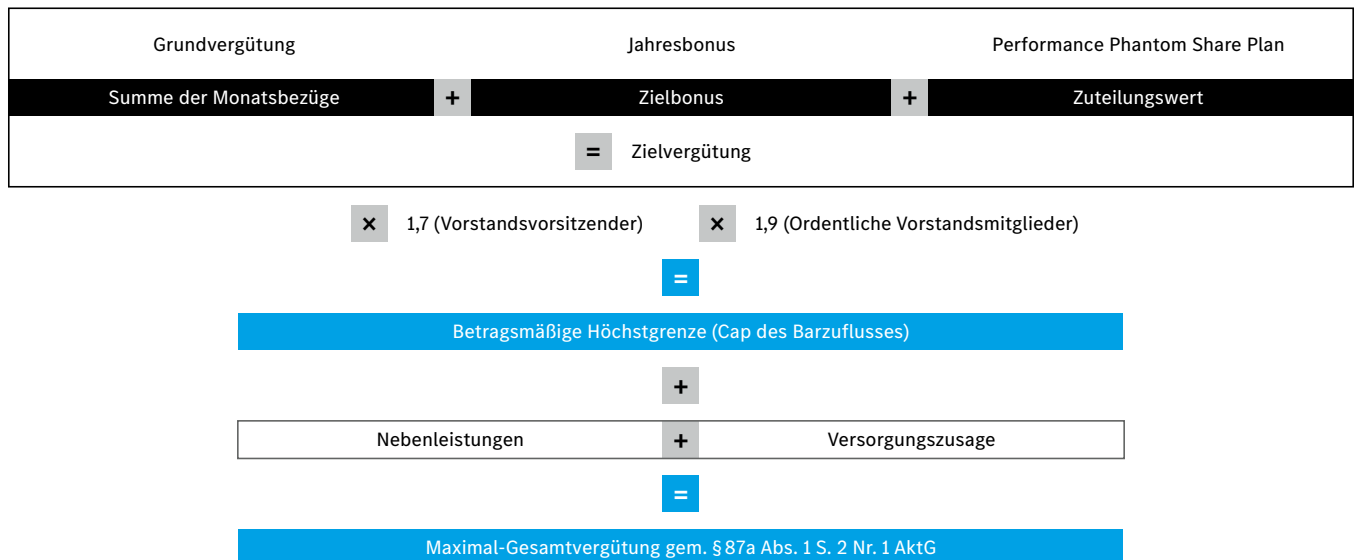 Grundvergütung Jahresbonus Performance Phantom Share Plan
Summe der Monatsbezüge + Zielbonus + Zuteilungswert
= Zielvergütung
× 1,7 (Vorstandsvorsitzender) × 1,9 (Ordentliche Vorstandsmitglieder)
=
Betragsmäßige Höchstgrenze (Cap des Barzuflusses)
+
Nebenleistungen + Versorgungszusage
=
Maximal-Gesamtvergütung gem. § 87a Abs. 1 S. 2 Nr. 1 AktG